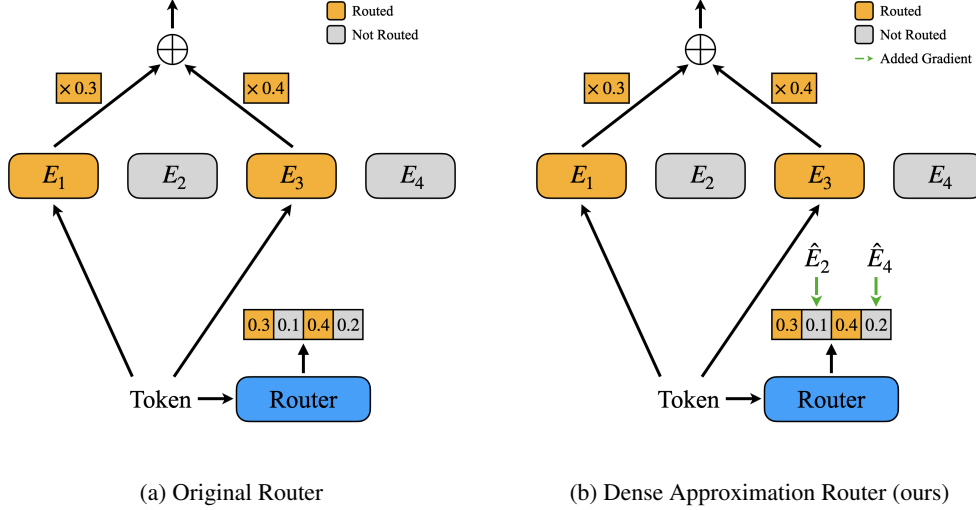 Routed
Not Routed
× 0.3
× 0.4
E1
E2
E3
E4
0.3 0.1 0.4 0.2
Token
Router
(a) Original Router
Routed
Not Routed
Added Gradient
× 0.3
× 0.4
E1
E2
E3
E4
Ê2
Ê4
0.3 0.1 0.4 0.2
Token
Router
(b) Dense Approximation Router (ours)